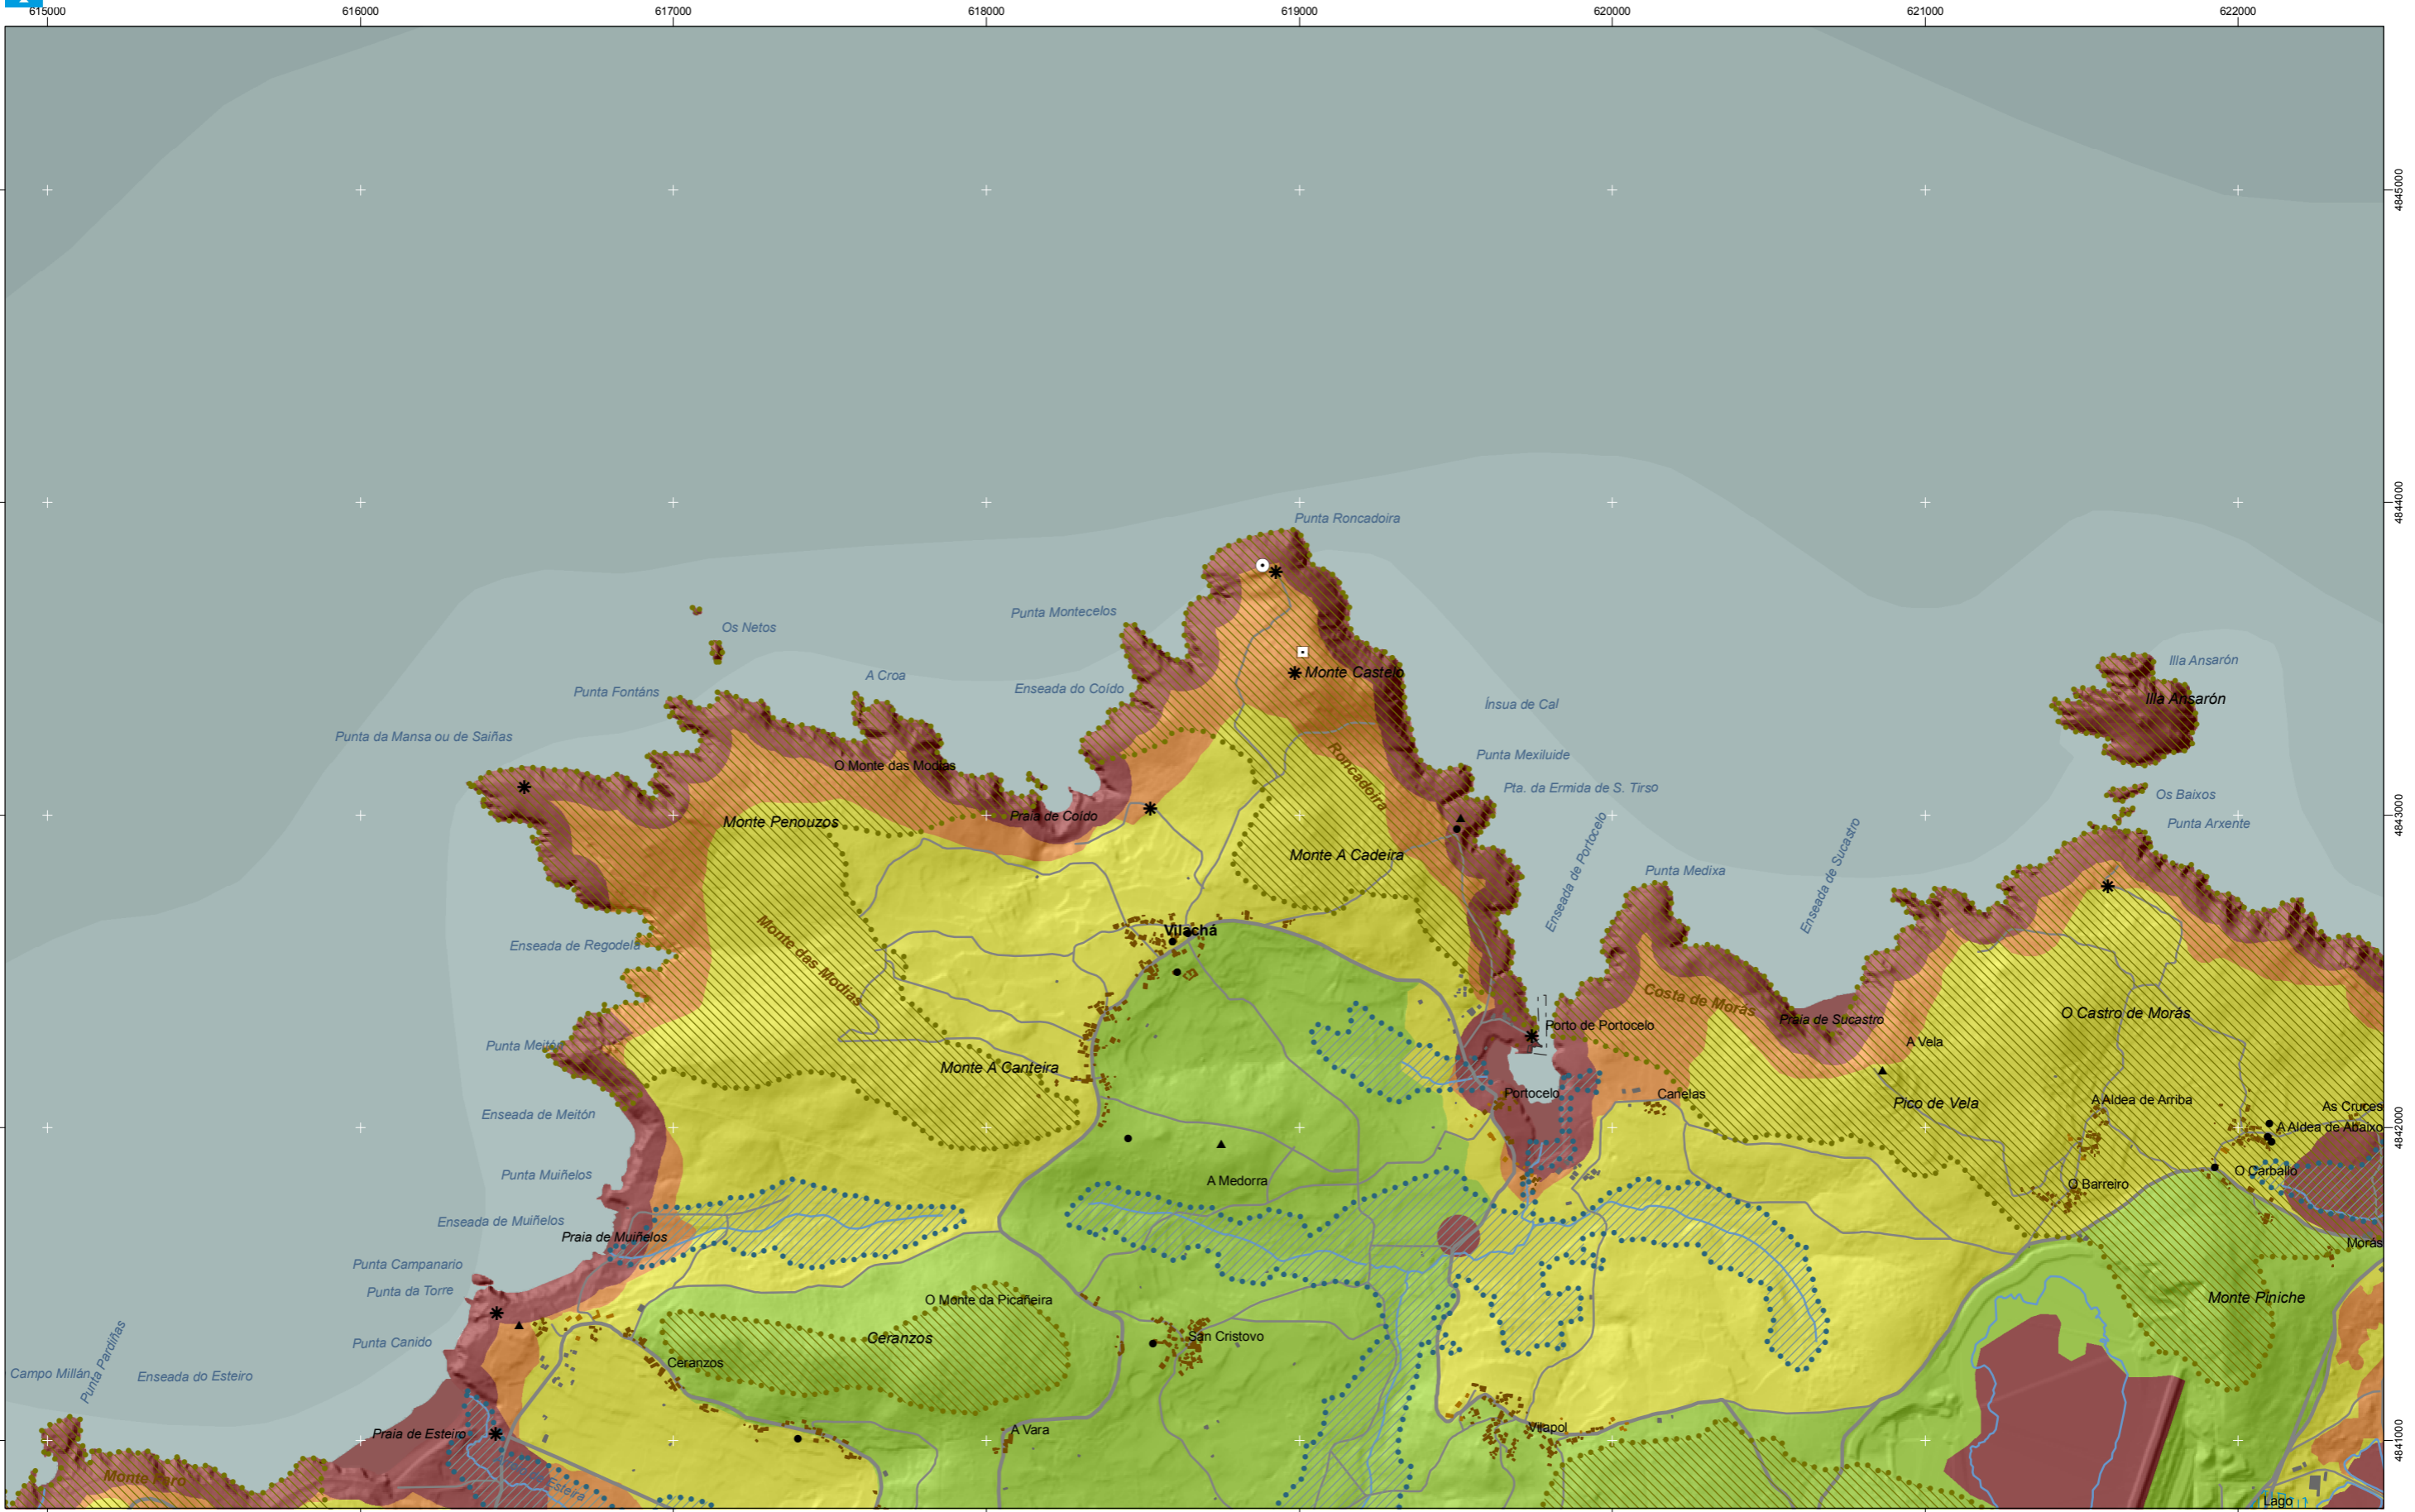 615000
616000
617000
618000
619000
620000
621000
622000
4845000
4844000
Punta Roncadoira
Punta Montecelos
Os Netos
Illa Ansarón
Monte Castelo
A Croa
Enseada do Coído
Punta Fontáns
Illa Ansarón
Ínsua de Cal
Punta da Mansa ou de Saíñas
Punta Mexiluide
O Monte das Modias
Roncadoira
Pta. da Ermida de S. Tirso
Os Baixos
4843000
Praia de Coído
Monte Penouzos
Punta Arxente
Monte A Cadeira
Enseada de Portocelo
Enseada de Sucastro
Punta Medixa
Vilachá
Enseada de Regodela
Monte das Modias
Costa de Morás
O Castro de Morás
Praia de Sucastro
Porto de Portocelo
Punta Meitón
A Vela
Monte A Canteira
Portocelo
Canelas
Pico de Vela
A Aldea de Arriba
As Cruces
Enseada de Meitón
A Aldea de Abaixo
4842000
Punta Muíñelos
A Medorra
O Carballo
O Barreiro
Enseada de Muíñelos
Praia de Muíñelos
Morás
Punta Campanario
Punta da Torre
O Monte da Picañeira
Monte Piniche
Punta Canido
Ceranzos
San Cristovo
Ceranzos
Campo Millán
Punta Pardiñas
Enseada do Esteiro
Praia de Esteiro
A Vara
Vilapol
4841000
Monte Faro
Lago